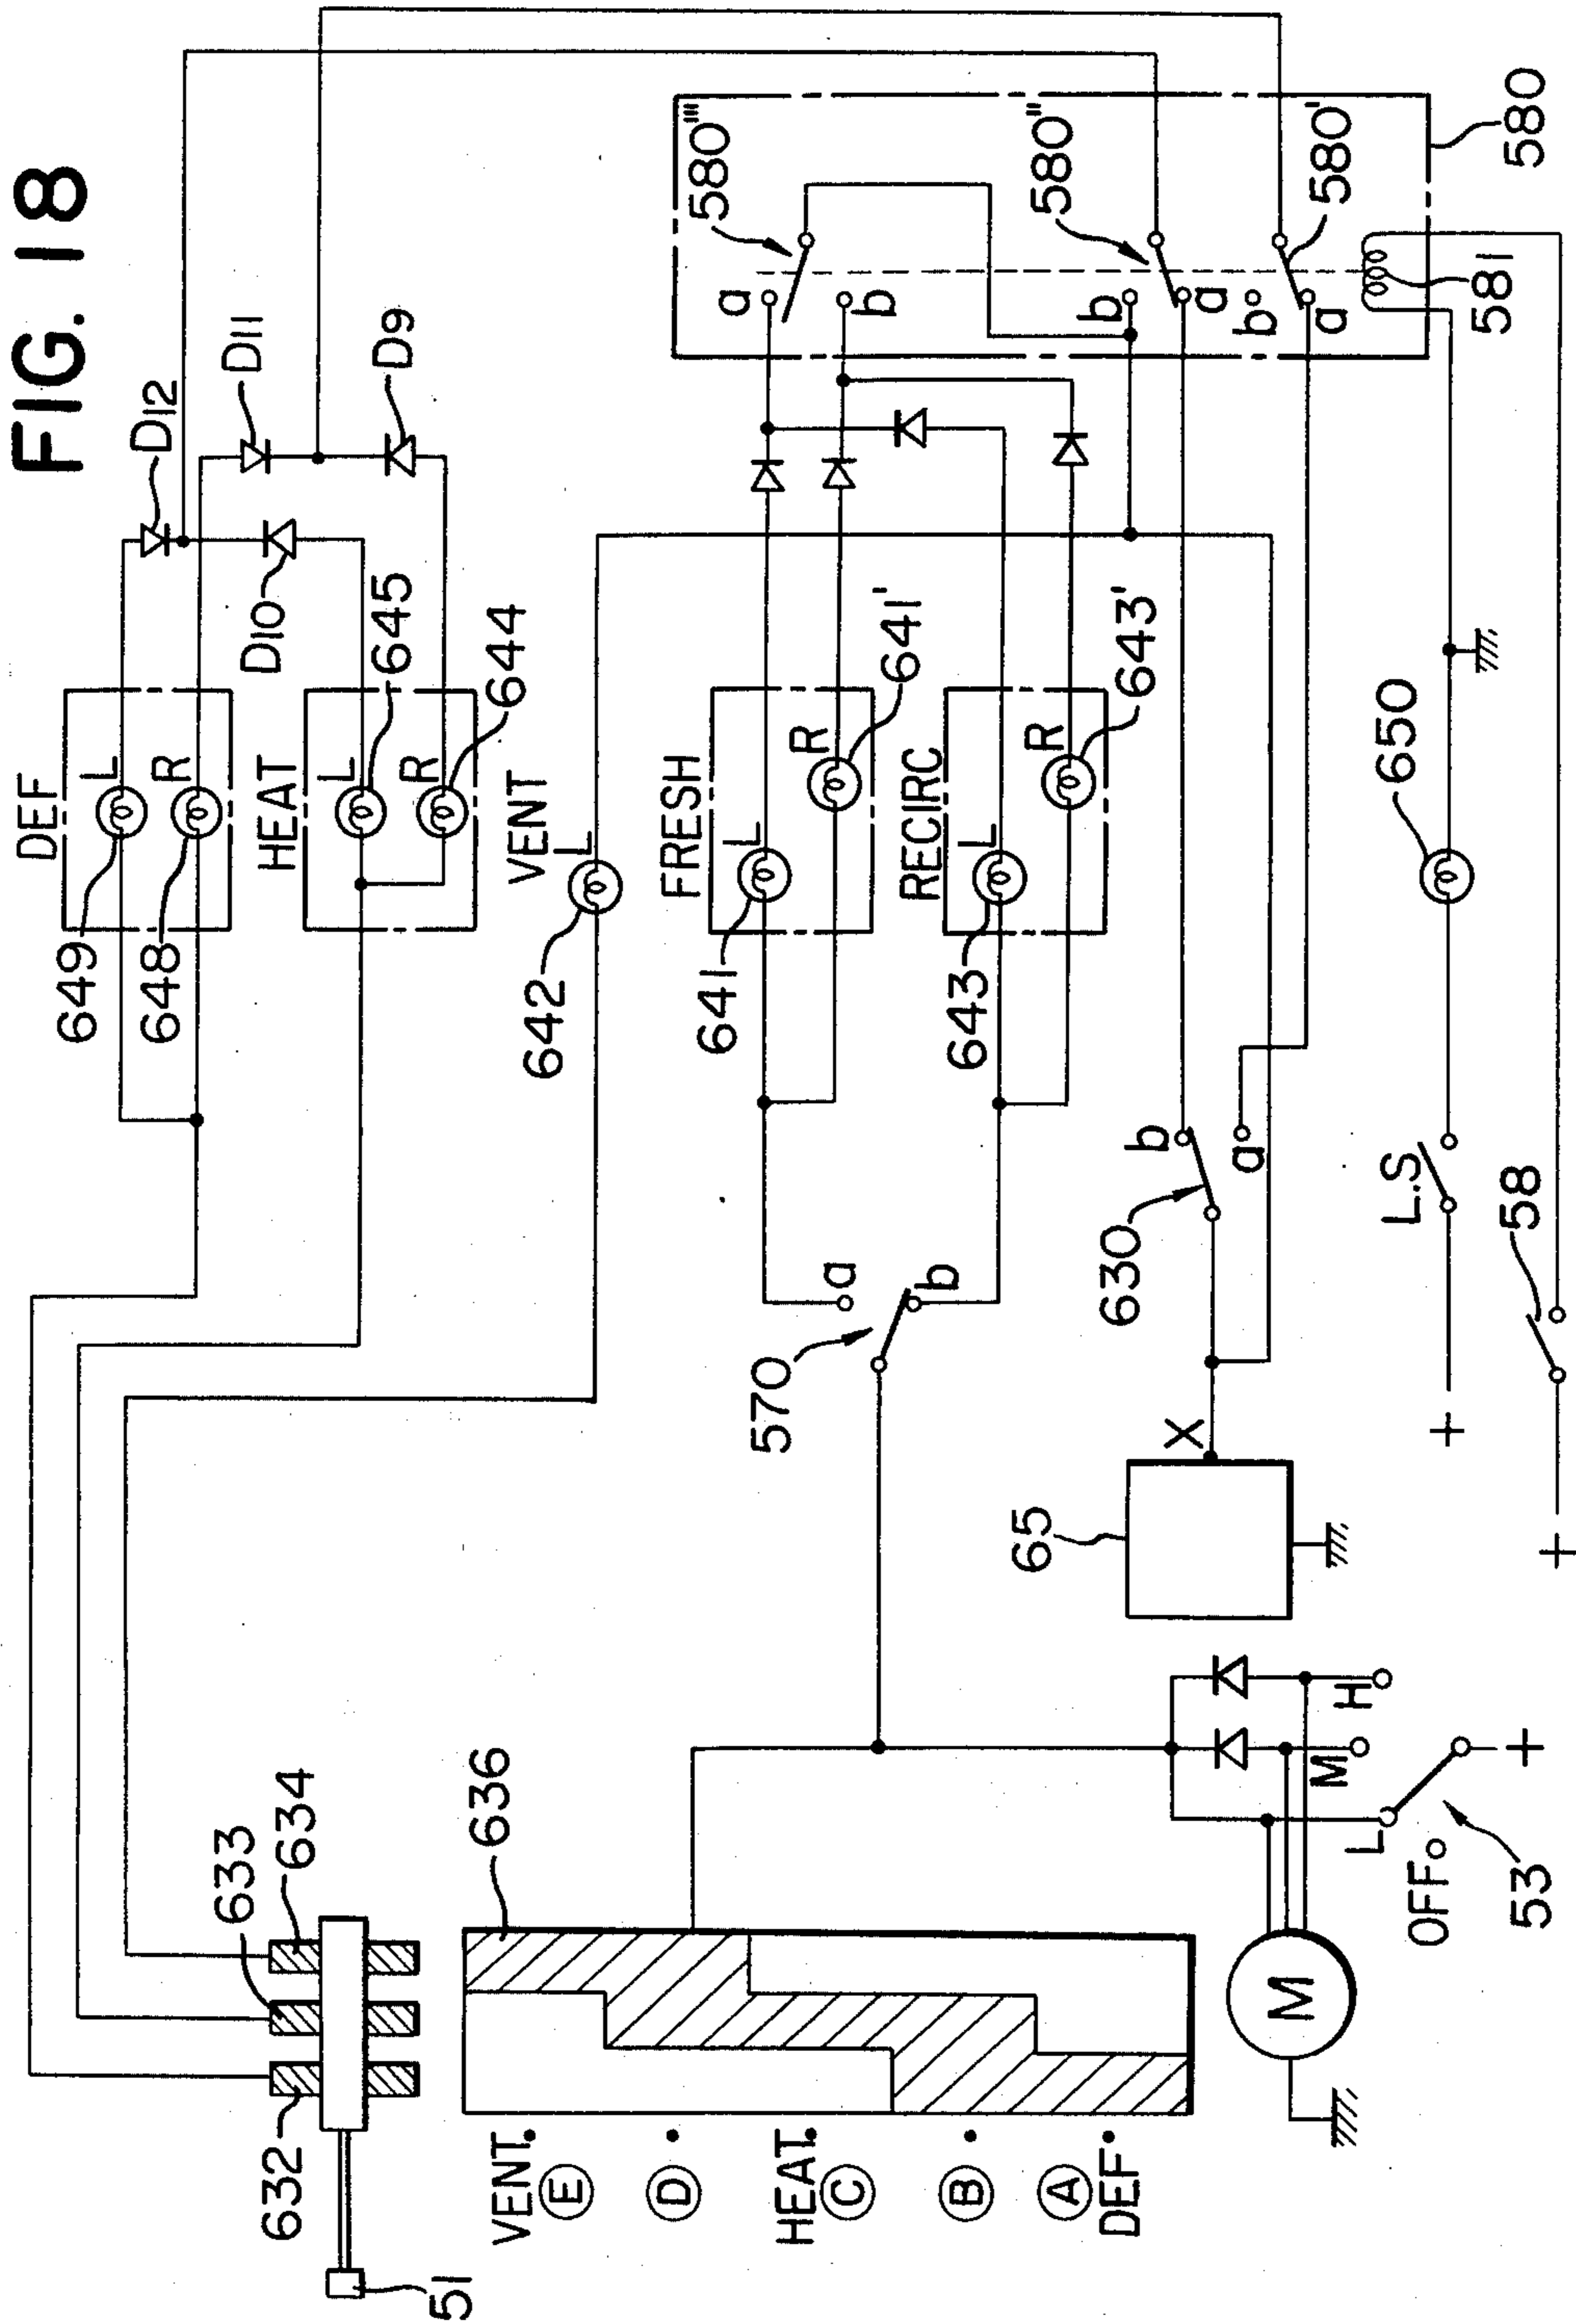 FIG. 18
D12
D11
D9
D10
DEF
L
R
649
648
HEAT
L
R
645
644
VENT
L
642
FRESH
L
R
641
641'
RECIRC
L
R
643
643'
580'''
a
b
580''
b
a
580'
b
a
581
580
570
a
b
630
b
a
X
65
L.S
650
+
58
+
632
633
634
51
636
VENT
E
D
HEAT
C
B
A
DEF
M
L
M
H
OFF
+
53